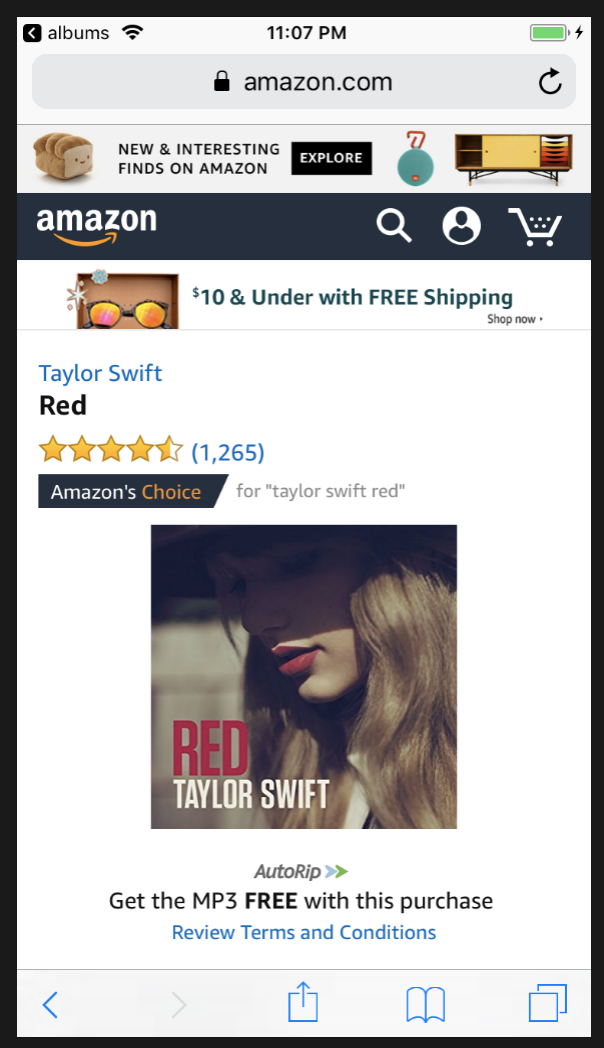 albums
11:07 PM
amazon.com
NEW & INTERESTING
FINDS ON AMAZON
EXPLORE
amazon
$10 & Under with FREE Shipping
Shop now
Taylor Swift
Red
(1,265)
Amazon's Choice for "taylor swift red"
RED
TAYLOR SWIFT
AutoRip
Get the MP3 FREE with this purchase
Review Terms and Conditions